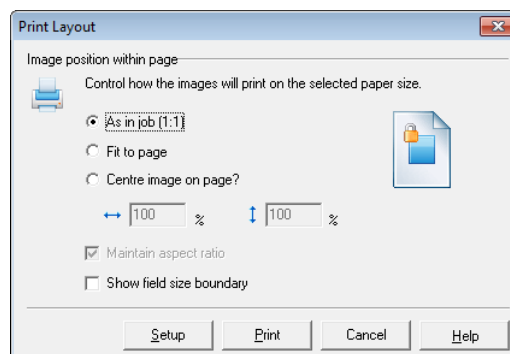 Print Layout
Image position within page
Control how the images will print on the selected paper size.
As in job (1:1)
Fit to page
Centre image on page?
100 % 100 %
Maintain aspect ratio
Show field size boundary
Setup Print Cancel Help